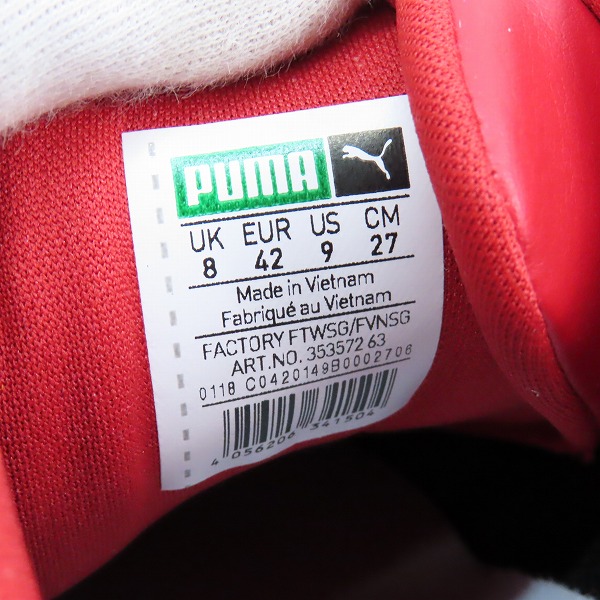 PUMA
UK EUR US CM
8 42 9 27
Made in Vietnam
Fabriqué au Vietnam
FACTORY FTWSG/FVNSG
ART.NO. 353572 63
0118 C0420149B0002706
4 056206 341504